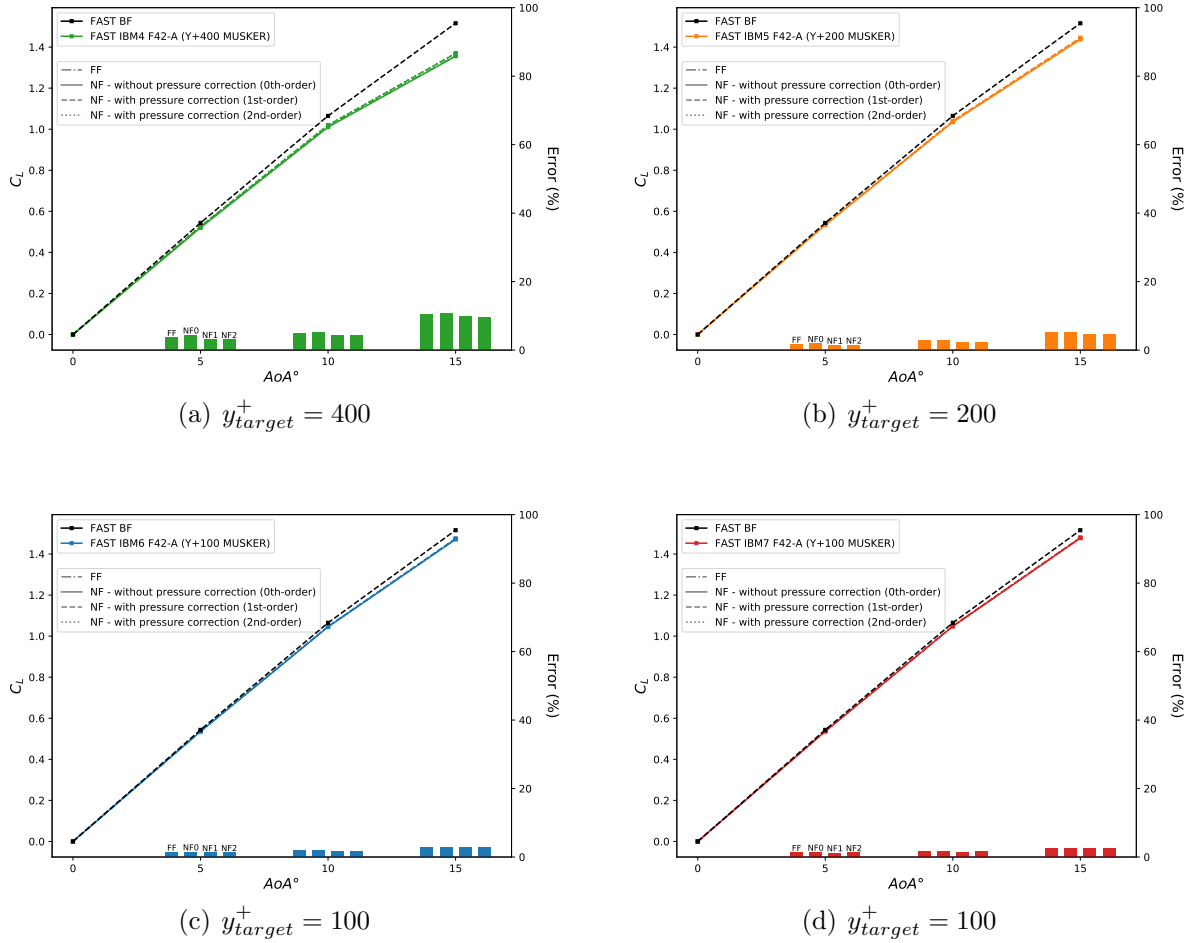 FAST BF
FAST IBM4 F42-A (Y+400 MUSKER)
FF
NF - without pressure correction (0th-order)
NF - with pressure correction (1st-order)
NF - with pressure correction (2nd-order)
1.4
1.2
1.0
0.8
0.6
0.4
0.2
0.0
C_L
100
80
60
40
20
0
Error (%)
FF NF0 NF1 NF2
0 5 10 15
AoA°
(a) y^+_{target} = 400
FAST BF
FAST IBM5 F42-A (Y+200 MUSKER)
FF
NF - without pressure correction (0th-order)
NF - with pressure correction (1st-order)
NF - with pressure correction (2nd-order)
1.4
1.2
1.0
0.8
0.6
0.4
0.2
0.0
C_L
100
80
60
40
20
0
Error (%)
FF NF0 NF1 NF2
0 5 10 15
AoA°
(b) y^+_{target} = 200
FAST BF
FAST IBM6 F42-A (Y+100 MUSKER)
FF
NF - without pressure correction (0th-order)
NF - with pressure correction (1st-order)
NF - with pressure correction (2nd-order)
1.4
1.2
1.0
0.8
0.6
0.4
0.2
0.0
C_L
100
80
60
40
20
0
Error (%)
FF NF0 NF1 NF2
0 5 10 15
AoA°
(c) y^+_{target} = 100
FAST BF
FAST IBM7 F42-A (Y+100 MUSKER)
FF
NF - without pressure correction (0th-order)
NF - with pressure correction (1st-order)
NF - with pressure correction (2nd-order)
1.4
1.2
1.0
0.8
0.6
0.4
0.2
0.0
C_L
100
80
60
40
20
0
Error (%)
FF NF0 NF1 NF2
0 5 10 15
AoA°
(d) y^+_{target} = 100